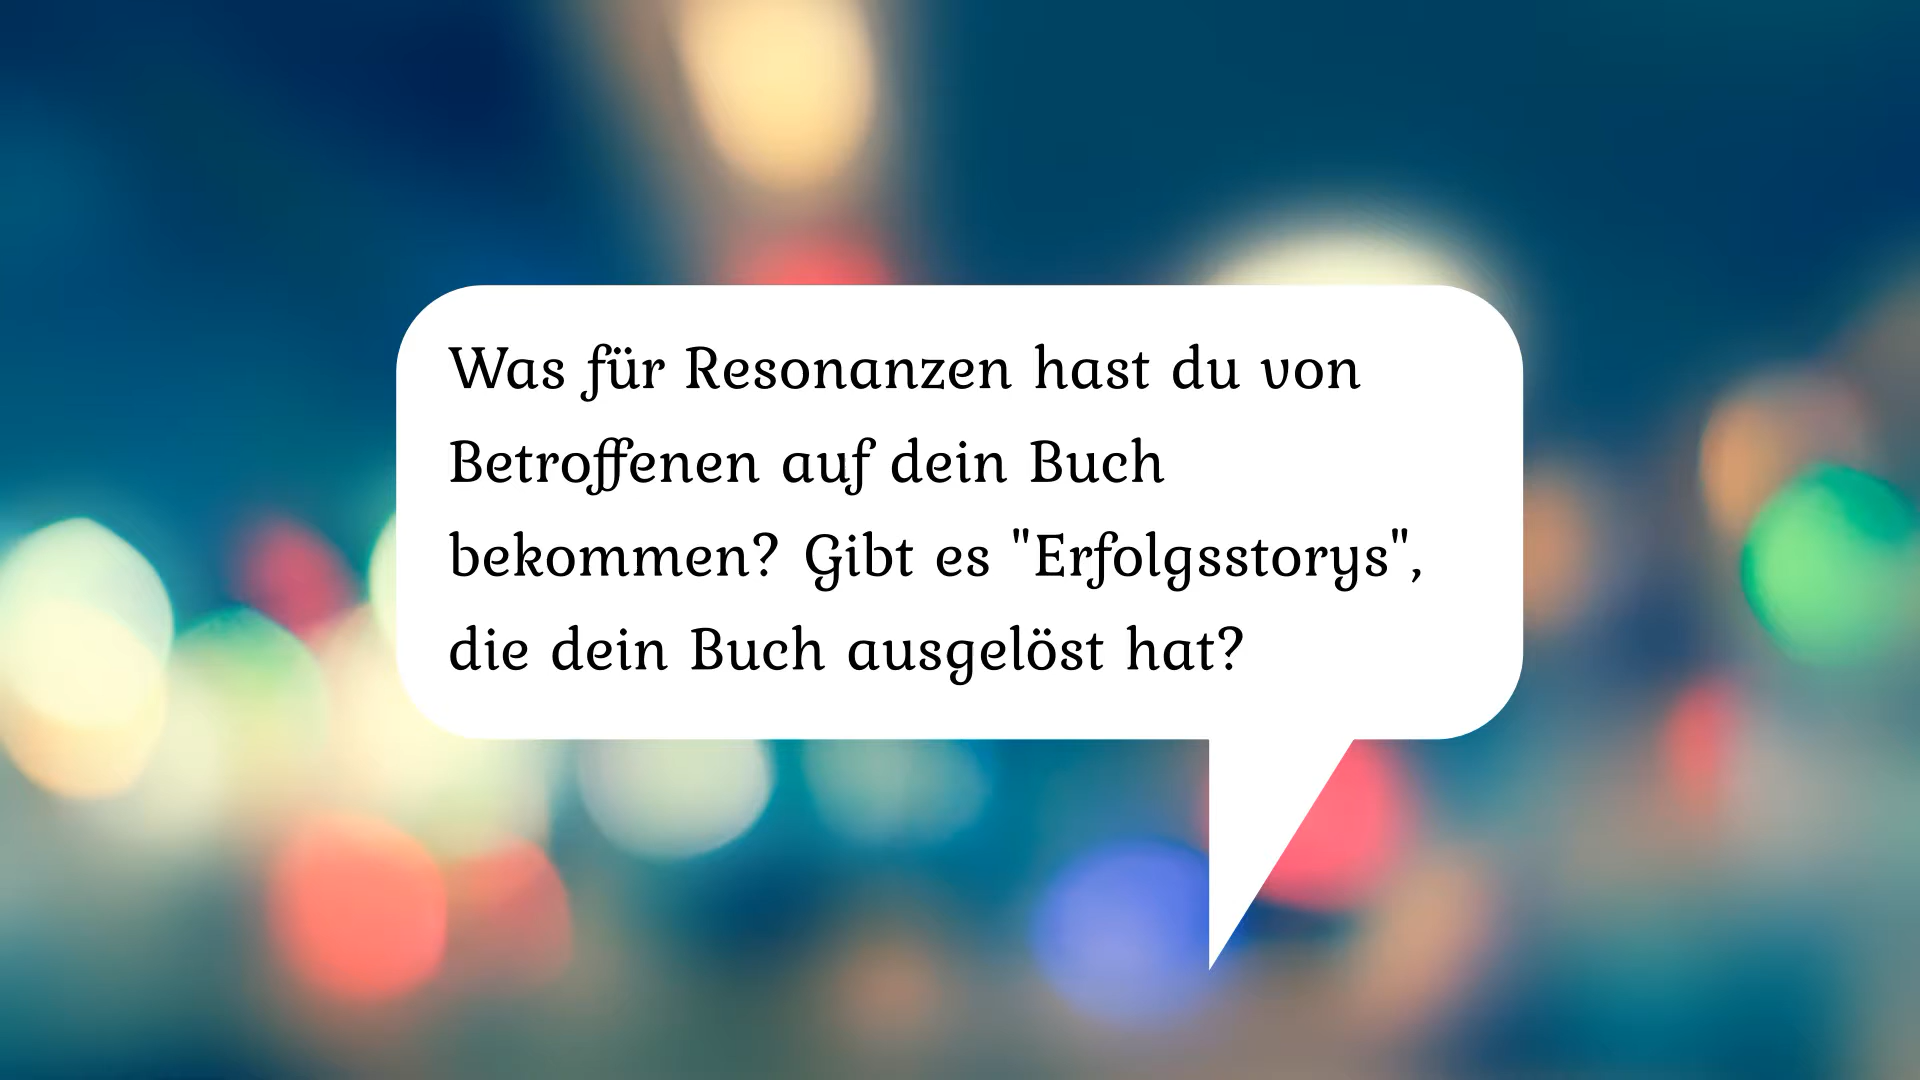 Was für Resonanzen hast du von
Betroffenen auf dein Buch
bekommen? Gibt es "Erfolgsstorys",
die dein Buch ausgelöst hat?